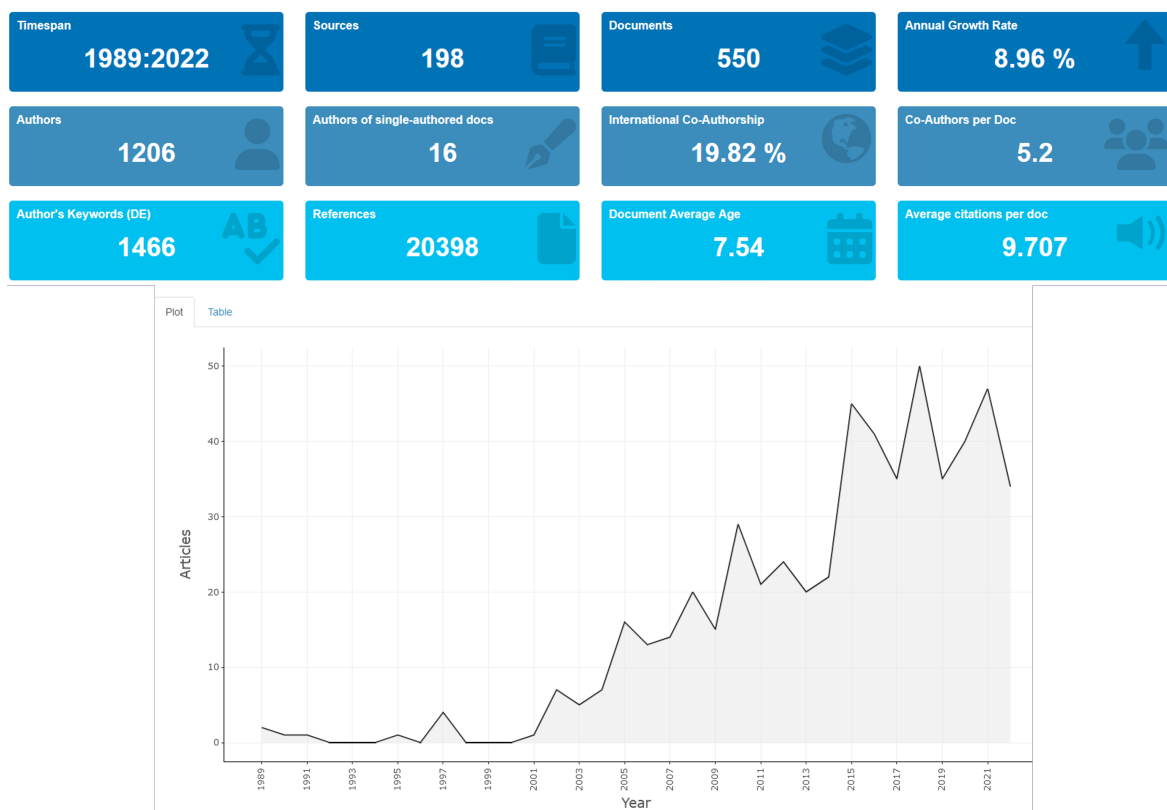 Timespan
1989:2022
Sources
198
Documents
550
Annual Growth Rate
8.96 %
Authors
1206
Authors of single-authored docs
16
International Co-Authorship
19.82 %
Co-Authors per Doc
5.2
Author's Keywords (DE)
1466
AB
References
20398
Document Average Age
7.54
Average citations per doc
9.707
Plot
Table
50
40
30
20
10
0
Articles
1989
1991
1993
1995
1997
1999
2001
2003
2005
2007
2009
2011
2013
2015
2017
2019
2021
Year